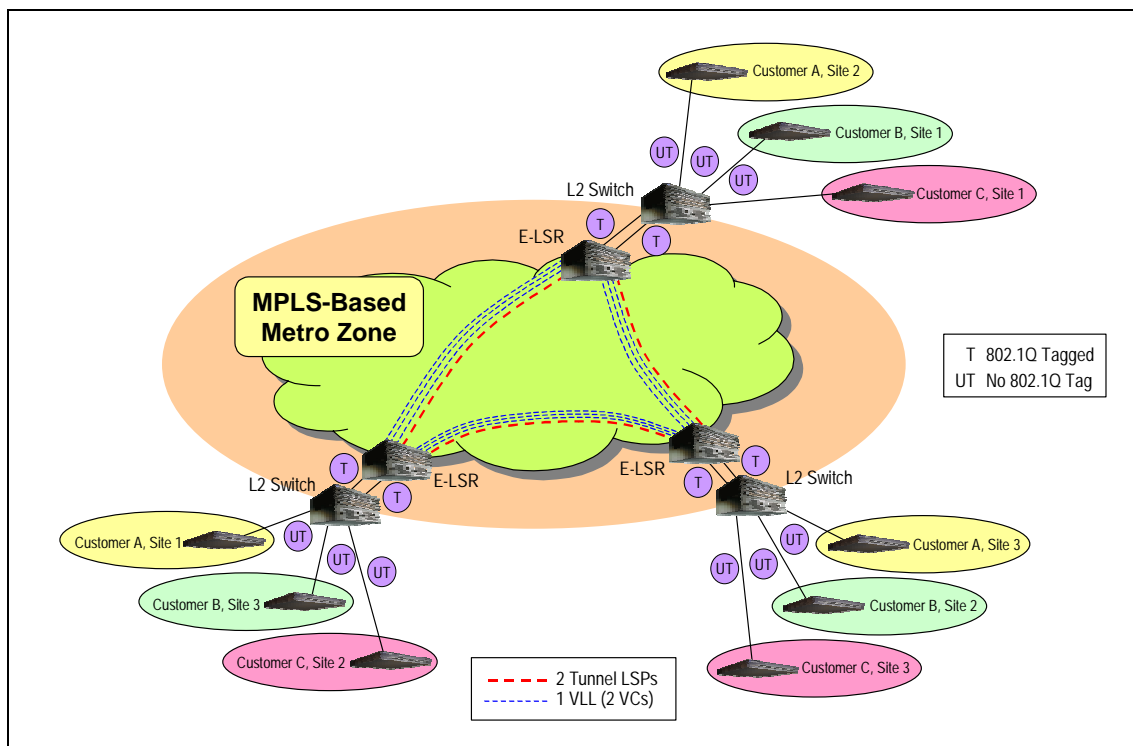 Customer A, Site 2
Customer B, Site 1
UT
UT
UT
L2 Switch
Customer C, Site 1
T
E-LSR
T
MPLS-Based
Metro Zone
T 802.1Q Tagged
UT No 802.1Q Tag
T
E-LSR
L2 Switch
T
E-LSR
T
T
L2 Switch
Customer A, Site 1
UT
UT
UT
Customer B, Site 3
Customer C, Site 2
UT
UT
UT
Customer A, Site 3
Customer B, Site 2
Customer C, Site 3
2 Tunnel LSPs
1 VLL (2 VCs)